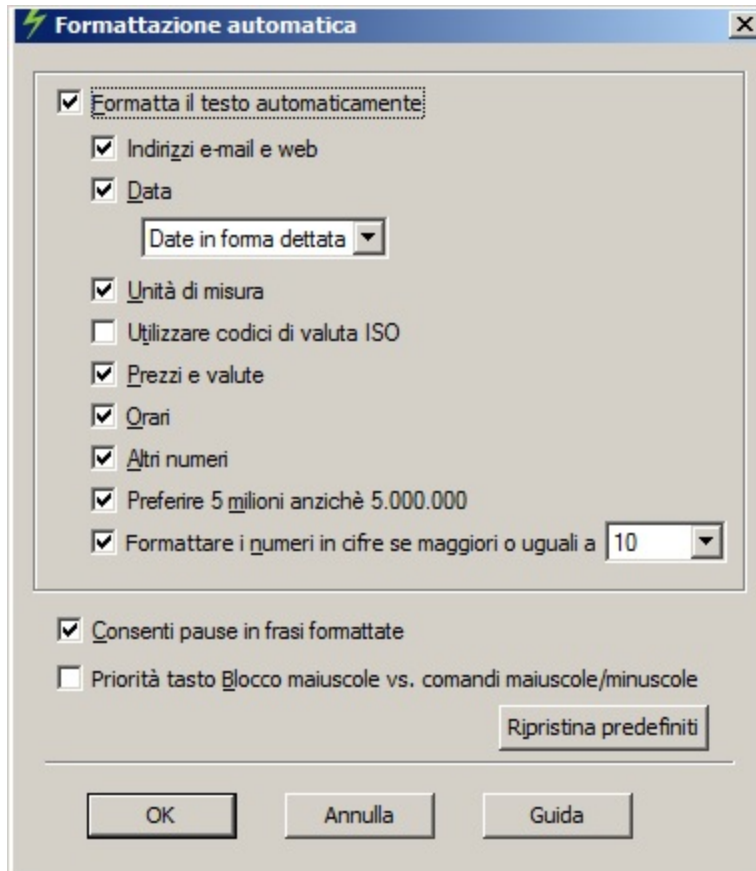 Formattazione automatica
Formatta il testo automaticamente
Indirizzi e-mail e web
Data
Date in forma dettata
Unità di misura
Utilizzare codici di valuta ISO
Prezzi e valute
Orari
Altri numeri
Preferire 5 milioni anzichè 5.000.000
Formattare i numeri in cifre se maggiori o uguali a 10
Consenti pause in frasi formattate
Priorità tasto Blocco maiuscole vs. comandi maiuscole/minuscole
Ripristina predefiniti
OK Annulla Guida